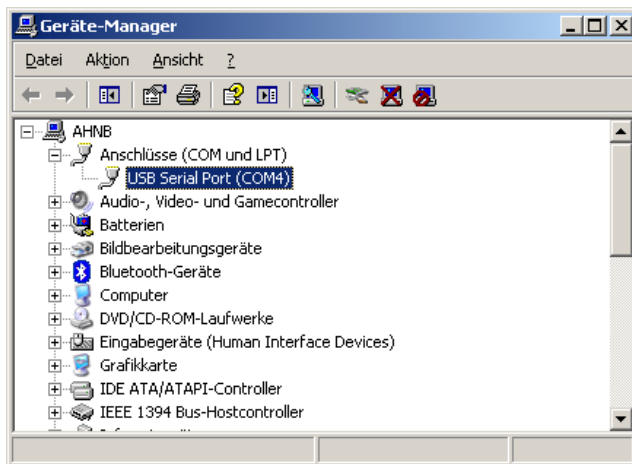 Geräte-Manager
Datei Aktion Ansicht ?
AHNB
Anschlüsse (COM und LPT)
USB Serial Port (COM4)
Audio-, Video- und Gamecontroller
Batterien
Bildbearbeitungsgeräte
Bluetooth-Geräte
Computer
DVD/CD-ROM-Laufwerke
Eingabegeräte (Human Interface Devices)
Grafikkarte
IDE ATA/ATAPI-Controller
IEEE 1394 Bus-Hostcontroller